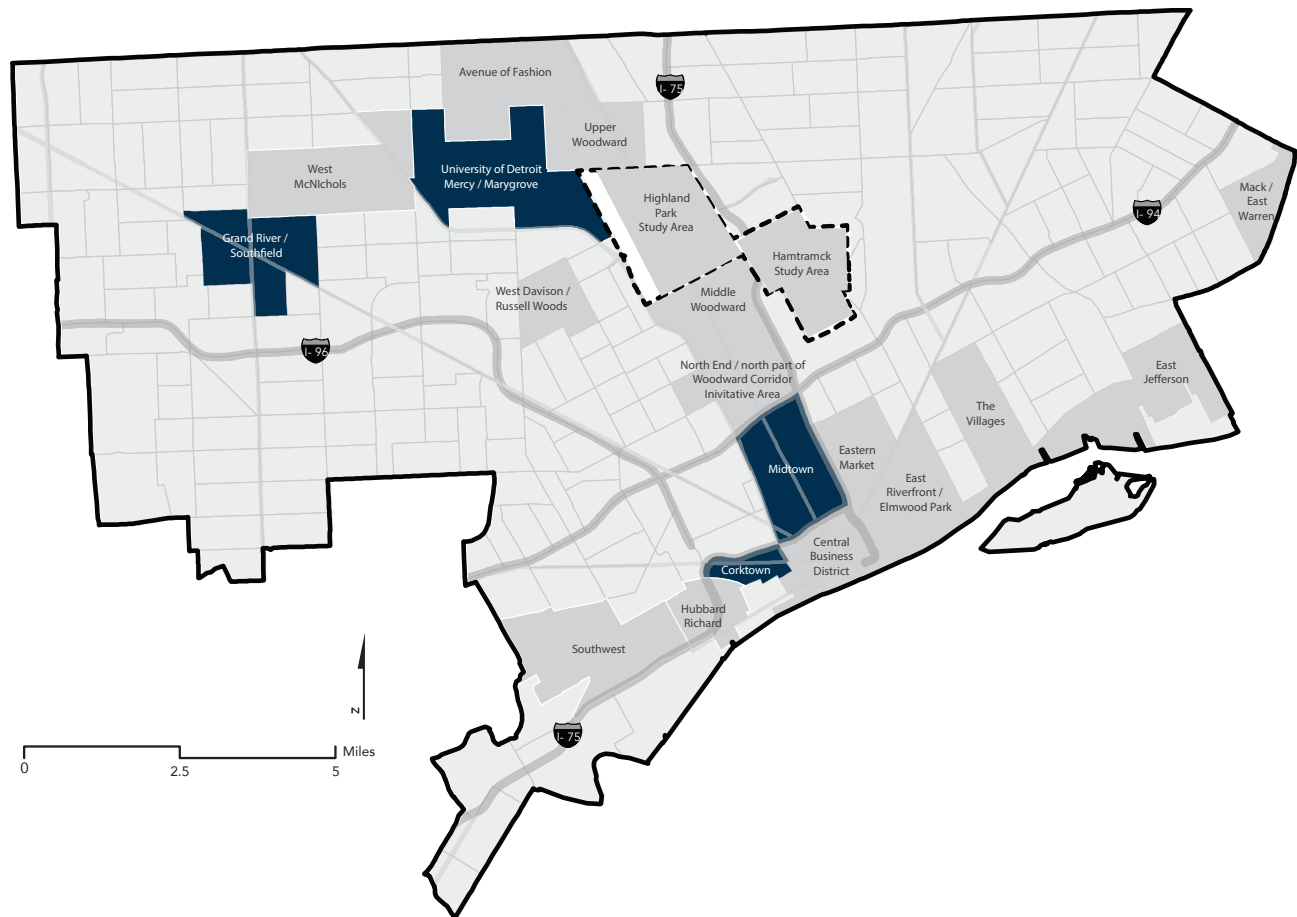 Avenue of Fashion
I- 75
Upper
Woodward
West
McNIchols
University of Detroit
Mercy / Marygrove
Highland
Park
Study Area
Mack /
East
Warren
I- 94
Grand River /
Southfield
Hamtramck
Study Area
West Davison /
Russell Woods
Middle
Woodward
I- 96
North End / north part of
Woodward Corridor
Inivitative Area
East
Jefferson
The
Villages
Midtown
Eastern
Market
East
Riverfront /
Elmwood Park
Central
Business
District
Corktown
Hubbard
Richard
Southwest
N
I- 75
Miles
0
2.5
5